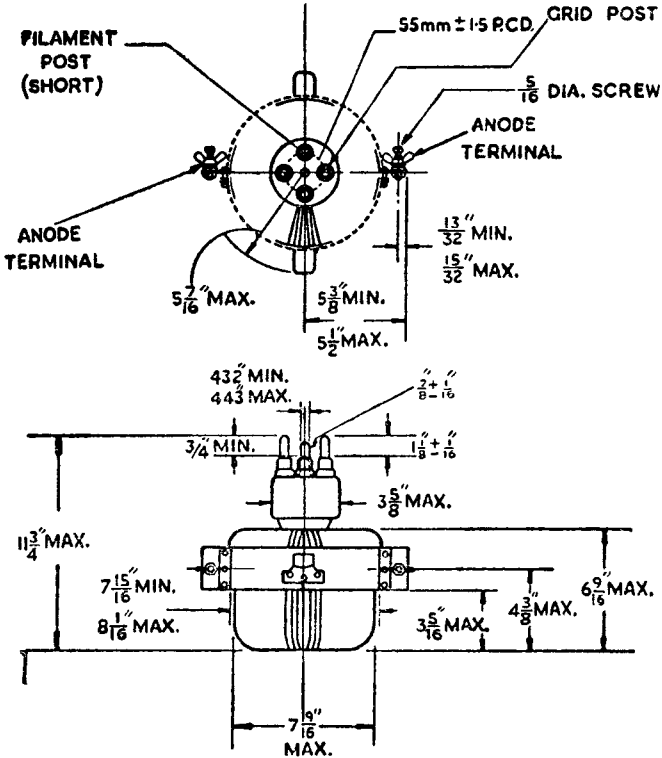 FILAMENT
POST
(SHORT)
55mm ± 1·5 P.C.D.
GRID POST
5/16 DIA. SCREW
ANODE
TERMINAL
ANODE
TERMINAL
13/32" MIN.
15/32" MAX.
5 7/16" MAX.
5 3/8" MIN.
5 1/2" MAX.
432" MIN.
443" MAX.
3/4" MIN.
1 1/8" ± 1/16"
3 5/8" MAX.
11 3/4" MAX.
7 15/16" MIN.
8 1/16" MAX.
3 5/16" MAX.
4 3/8" MAX.
6 9/16" MAX.
7 9/16"
MAX.